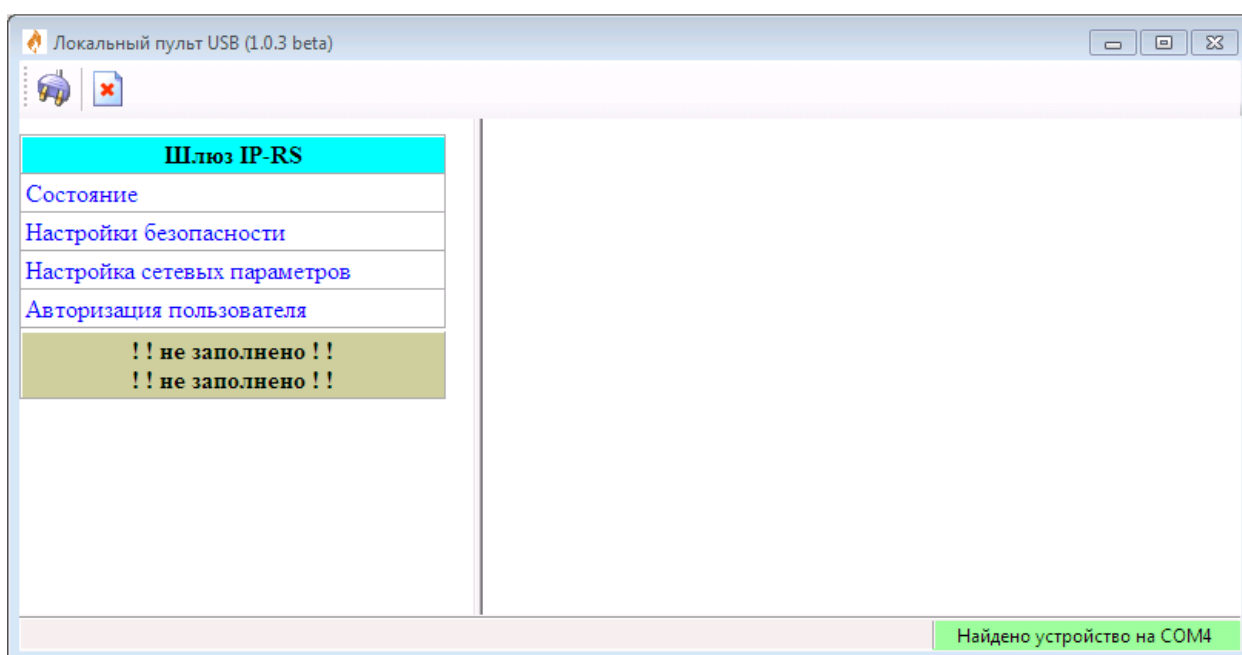 Локальный пульт USB (1.0.3 beta)
Шлюз IP-RS
Состояние
Настройки безопасности
Настройка сетевых параметров
Авторизация пользователя
! ! не заполнено ! !
! ! не заполнено ! !
Найдено устройство на COM4